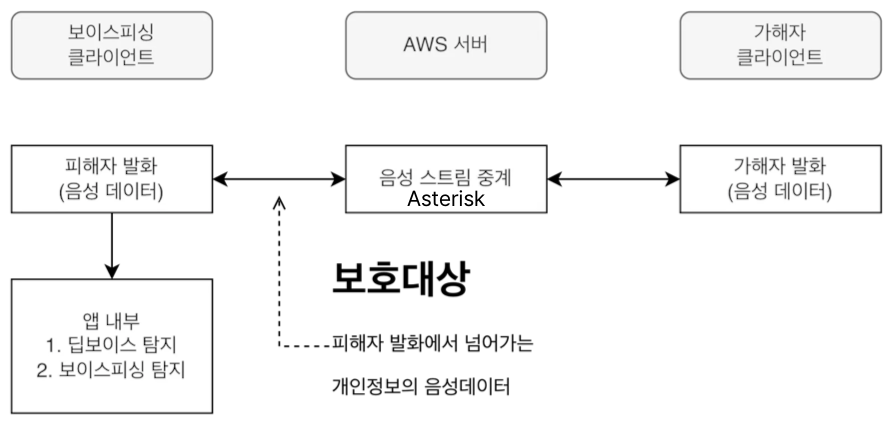 보이스피싱
클라이언트
AWS 서버
가해자
클라이언트
피해자 발화
(음성 데이터)
음성 스트림 중계
Asterisk
가해자 발화
(음성 데이터)
앱 내부
1. 딥보이스 탐지
2. 보이스피싱 탐지
보호대상
피해자 발화에서 넘어가는
개인정보의 음성데이터